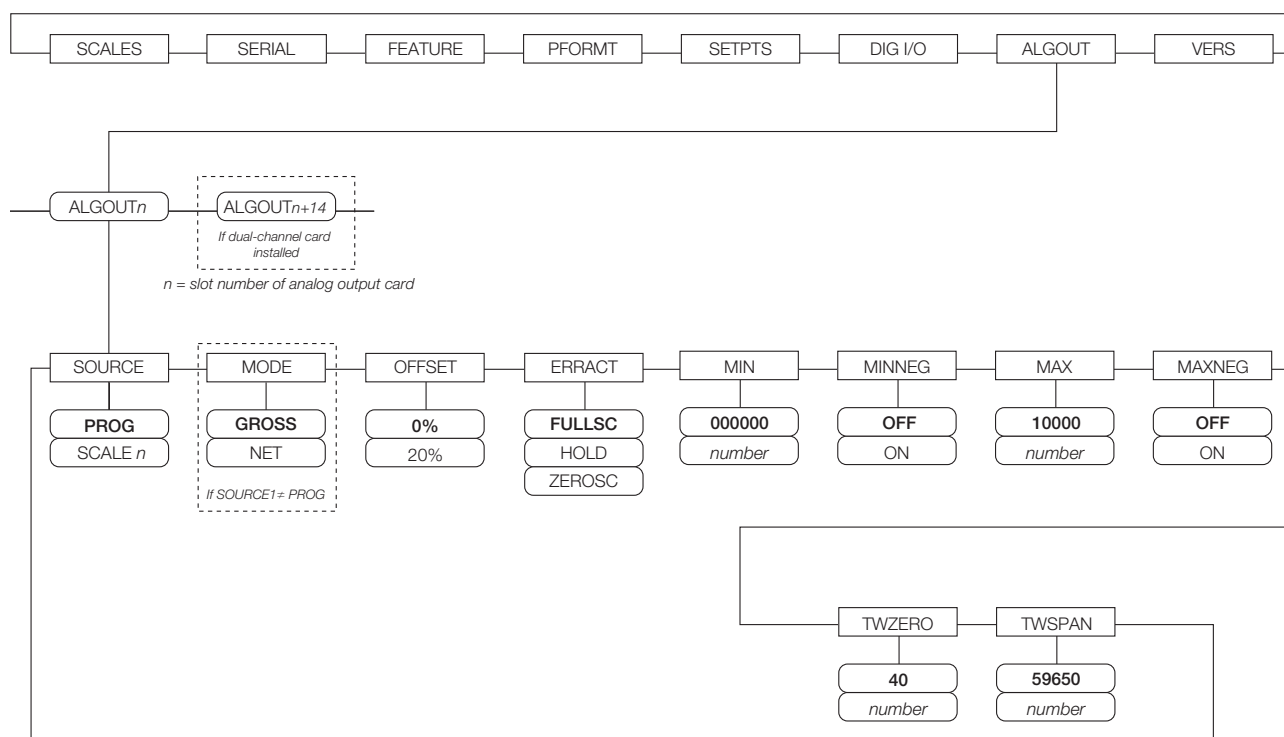 SCALES
SERIAL
FEATURE
PFORMT
SETPTS
DIG I/O
ALGOUT
VERS
ALGOUTn
ALGOUTn+14
If dual-channel card
installed
n = slot number of analog output card
SOURCE
MODE
OFFSET
ERRACT
MIN
MINNEG
MAX
MAXNEG
PROG
GROSS
0%
FULLSC
000000
OFF
10000
OFF
SCALE n
NET
20%
HOLD
number
ON
number
ON
ZEROSC
If SOURCE1≠ PROG
TWZERO
TWSPAN
40
59650
number
number